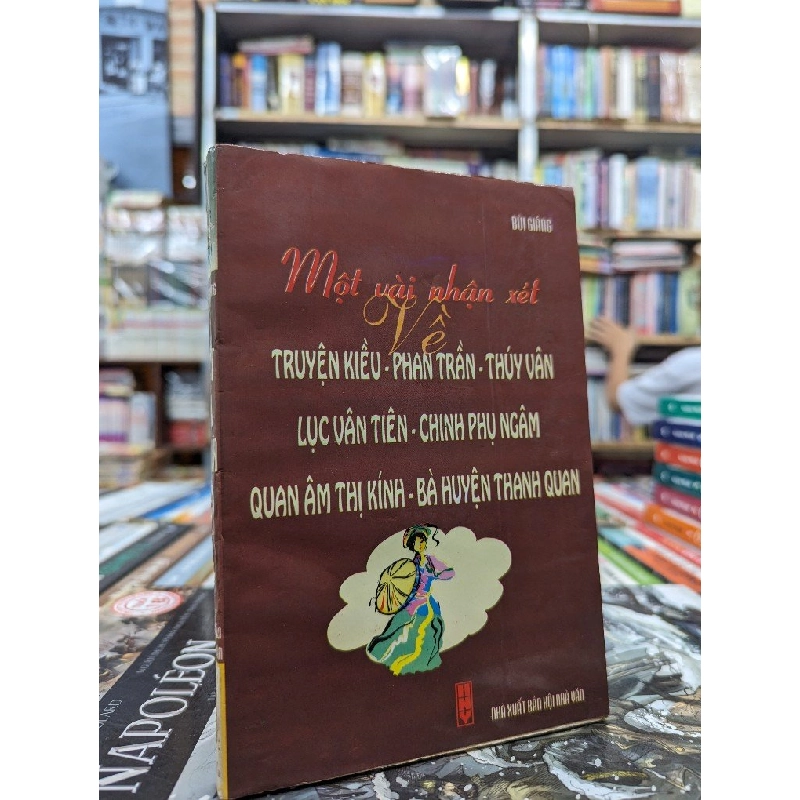 BÙI GIÁNG
Một vài nhận xét
Về
TRUYỆN KIỀU - PHAN TRẦN - THÚY VÂN
LỤC VÂN TIÊN - CHINH PHỤ NGÂM
QUAN ÂM THỊ KÍNH - BÀ HUYỆN THANH QUAN
NHÀ XUẤT BẢN HỘI NHÀ VĂN
NAPOLÉON